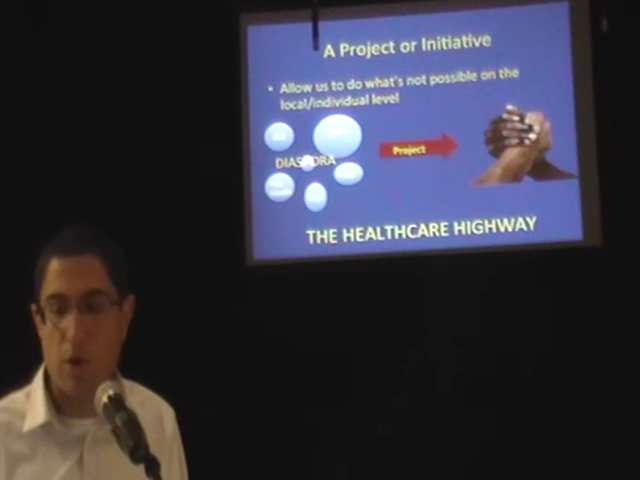 A Project or Initiative
• Allow us to do what's not possible on the
local/individual level
DIASPORA
Project
THE HEALTHCARE HIGHWAY